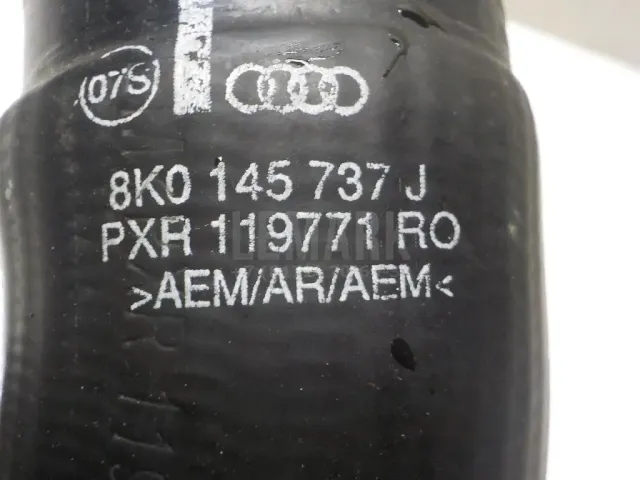 07S
8K0 145 737 J
PXR 119771 RO
>AEM/AR/AEM<